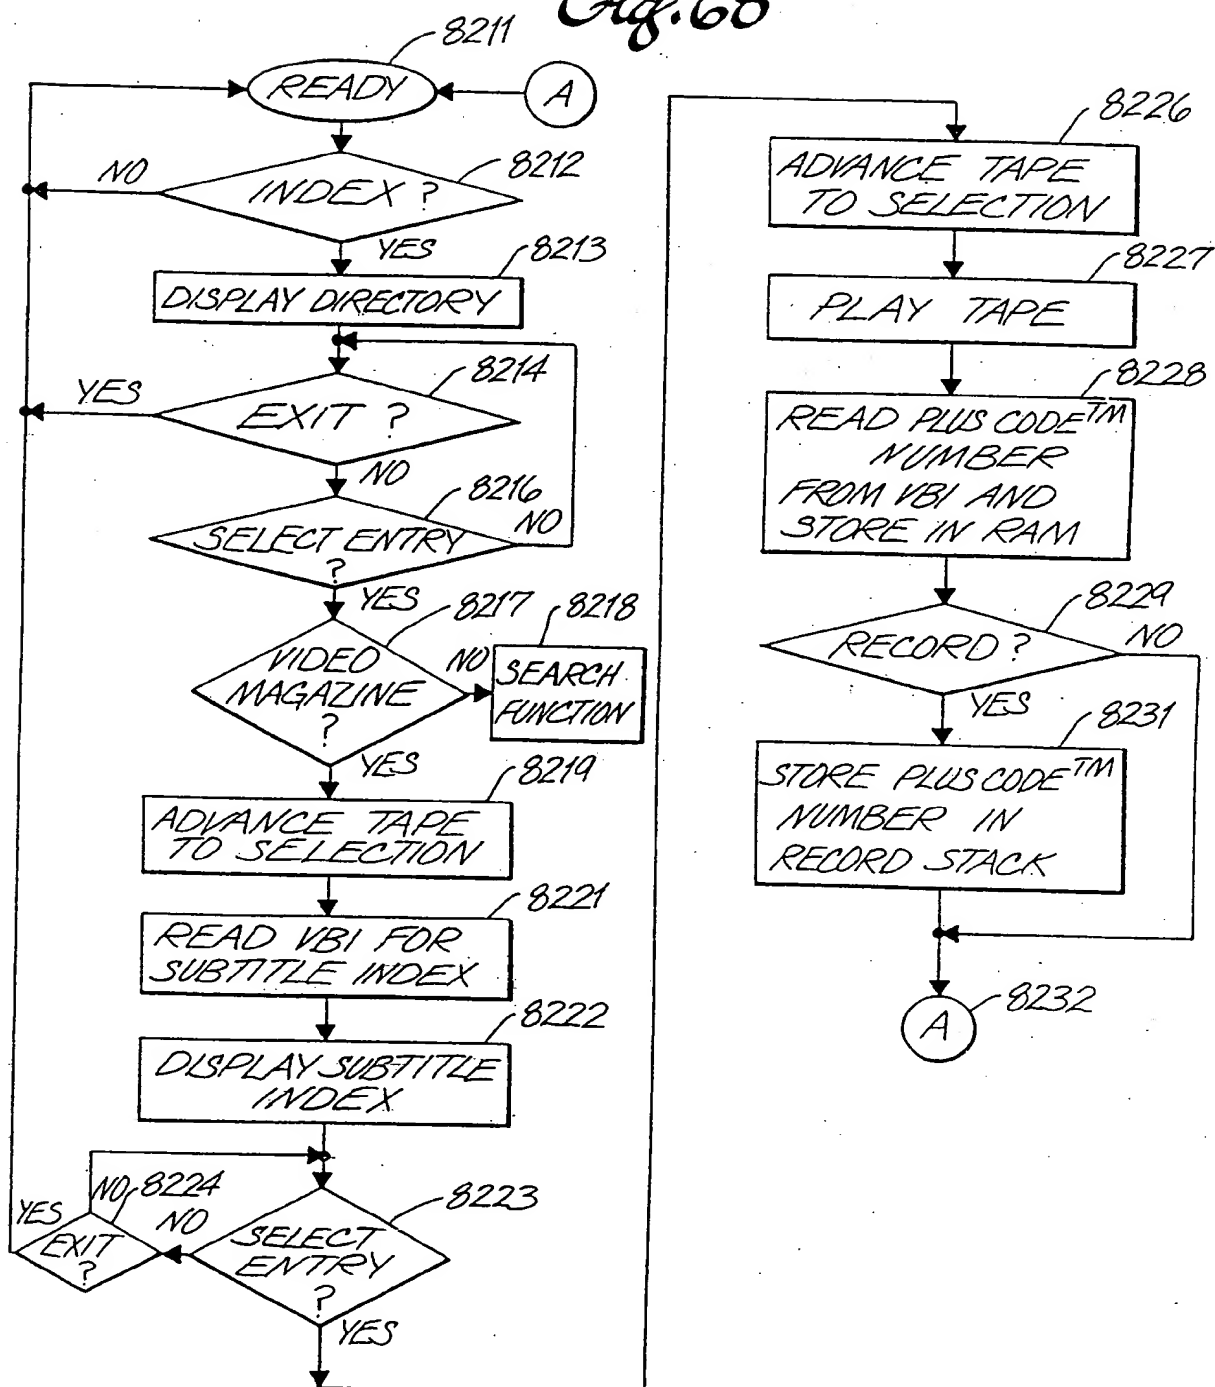 Fig. 68
8211
READY
A
8212
INDEX ?
NO
YES
8213
DISPLAY DIRECTORY
8214
EXIT ?
YES
NO
8216
SELECT ENTRY
?
NO
YES
8217
VIDEO
MAGAZINE
?
NO
8218
SEARCH
FUNCTION
YES
8219
ADVANCE TAPE
TO SELECTION
8221
READ VBI FOR
SUBTITLE INDEX
8222
DISPLAY SUBTITLE
INDEX
8223
SELECT
ENTRY
?
NO
8224
NO
EXIT
?
YES
YES
8226
ADVANCE TAPE
TO SELECTION
8227
PLAY TAPE
8228
READ PLUS CODE™
NUMBER
FROM VBI AND
STORE IN RAM
8229
RECORD ?
NO
YES
8231
STORE PLUSCODE™
NUMBER IN
RECORD STACK
8232
A